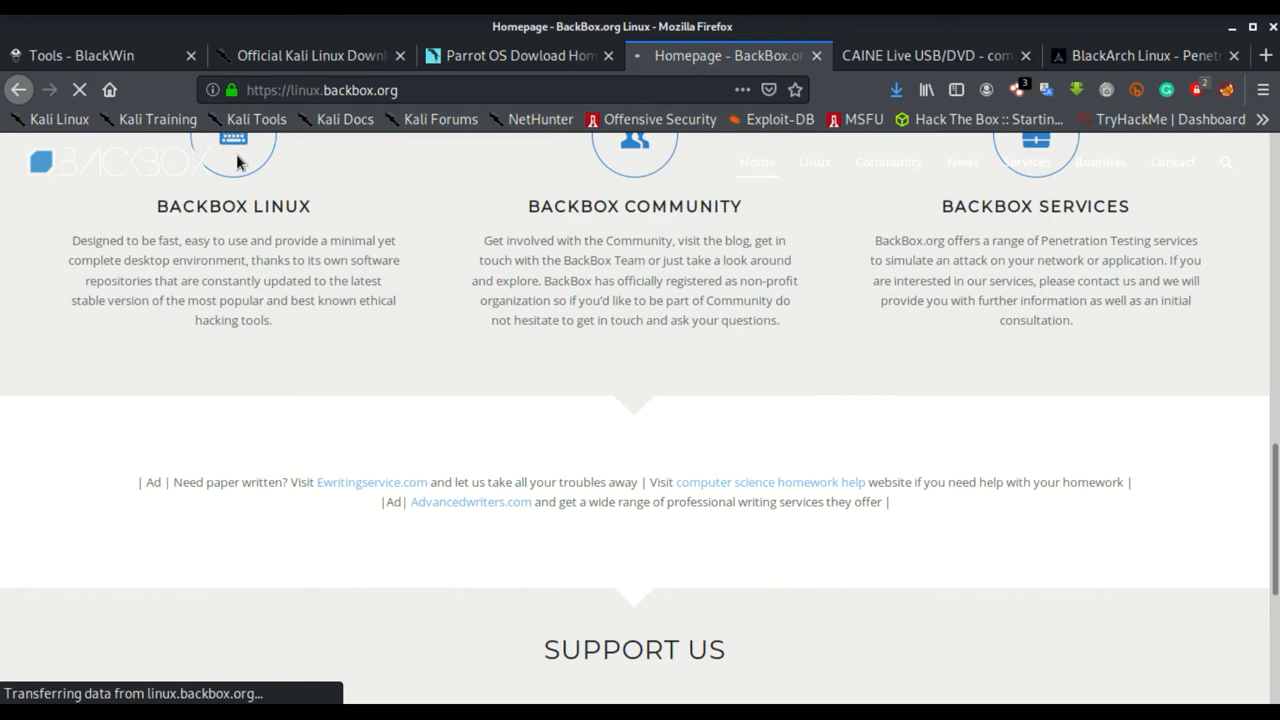 Homepage - BackBox.org Linux - Mozilla Firefox
Tools - BlackWin
Official Kali Linux Downl
Parrot OS Dowload Hom
Homepage - BackBox.or
CAINE Live USB/DVD - com
BlackArch Linux - Penet
https://linux.backbox.org
3
2
Kali Linux
Kali Training
Kali Tools
Kali Docs
Kali Forums
NetHunter
Offensive Security
Exploit-DB
MSFU
Hack The Box :: Startin...
TryHackMe | Dashboard
BACKBOX
Home
Linux
Community
News
Services
Bounties
Contact
BACKBOX LINUX
Designed to be fast, easy to use and provide a minimal yet
complete desktop environment, thanks to its own software
repositories that are constantly updated to the latest
stable version of the most popular and best known ethical
hacking tools.
BACKBOX COMMUNITY
Get involved with the Community, visit the blog, get in
touch with the BackBox Team or just take a look around
and explore. BackBox has officially registered as non-profit
organization so if you'd like to be part of Community do
not hesitate to get in touch and ask your questions.
BACKBOX SERVICES
BackBox.org offers a range of Penetration Testing services
to simulate an attack on your network or application. If you
are interested in our services, please contact us and we will
provide you with further information as well as an initial
consultation.
| Ad | Need paper written? Visit Ewritingservice.com and let us take all your troubles away | Visit computer science homework help website if you need help with your homework |
|Ad| Advancedwriters.com and get a wide range of professional writing services they offer |
SUPPORT US
Transferring data from linux.backbox.org...